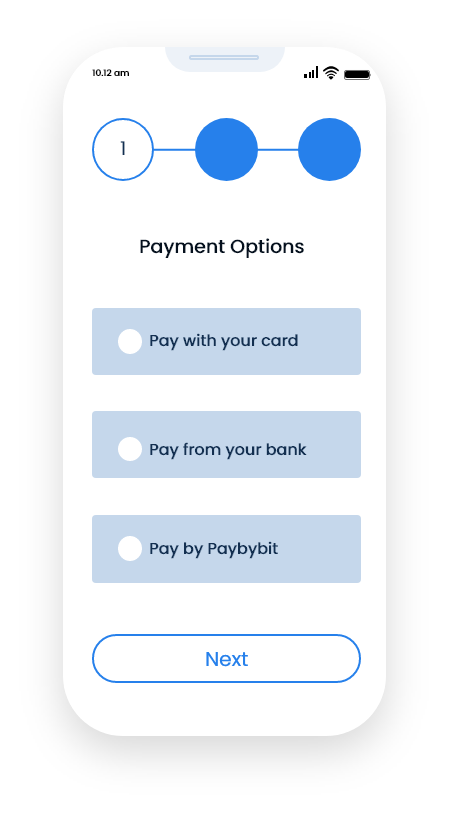 10.12 am
1
Payment Options
Pay with your card
Pay from your bank
Pay by Paybybit
Next